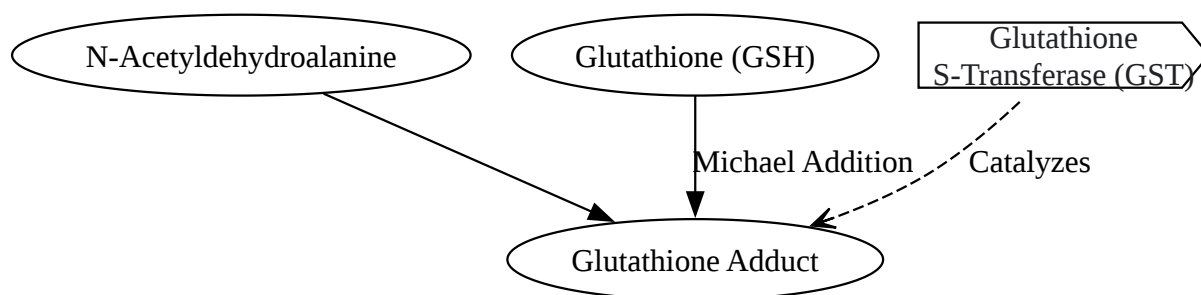 N-Acetyldehydroalanine
Glutathione (GSH)
Glutathione
S-Transferase (GST)
Michael Addition
Catalyzes
Glutathione Adduct